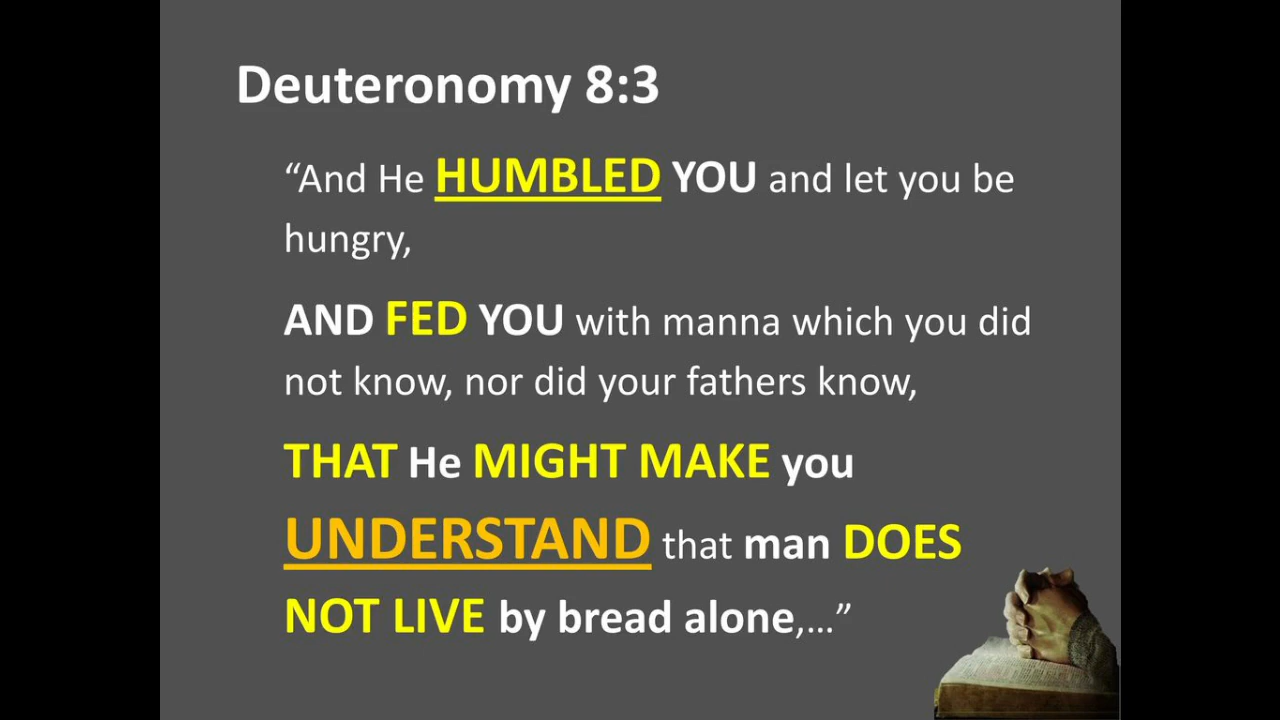 Deuteronomy 8:3
“And He HUMBLED YOU and let you be
hungry,
AND FED YOU with manna which you did
not know, nor did your fathers know,
THAT He MIGHT MAKE you
UNDERSTAND that man DOES
NOT LIVE by bread alone,…”